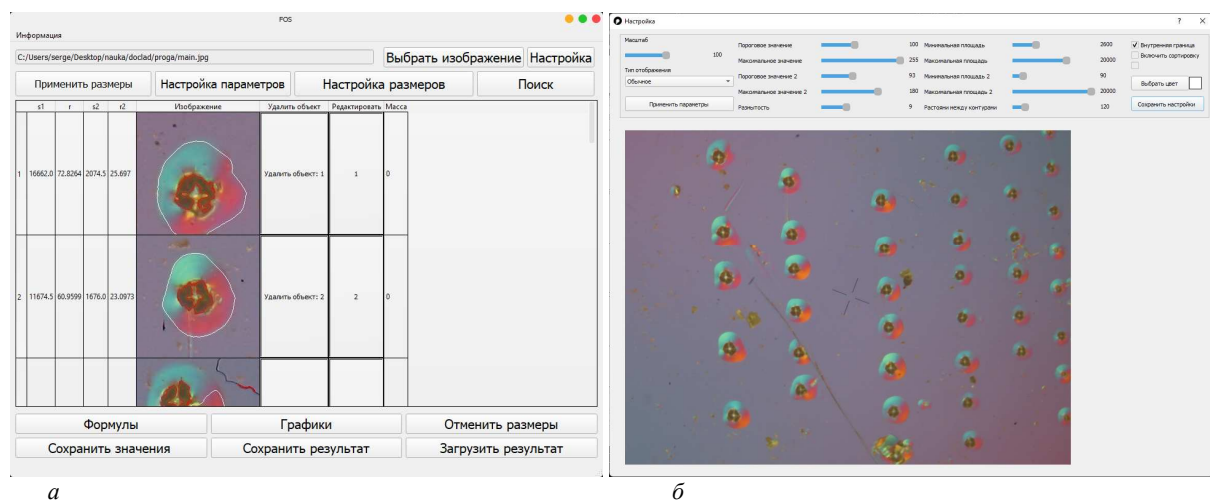 FOS
Информация
C:/Users/serge/Desktop/nauka/doclad/proga/main.jpg
Выбрать изображение
Настройка
Применить размеры
Настройка параметров
Настройка размеров
Поиск
s1 r s2 r2 Изображение Удалить объект Редактировать Масса
1 16662.0 72.8264 2074.5 25.697 Удалить объект: 1 1 0
2 11674.5 60.9599 1676.0 23.0973 Удалить объект: 2 2 0
Формулы
Графики
Отменить размеры
Сохранить значения
Сохранить результат
Загрузить результат
а
Настройка ? X
Масштаб
100
Тип отображения
Обычное
Применить параметры
Пороговое значение 100
Максимальное значение 255
Пороговое значение 2 93
Максимальное значение 2 180
Размытость 9
Минимальная площадь 2600
Максимальная площадь 20000
Минимальная площадь 2 90
Максимальная площадь 2 20000
Растояни между контурами 120
Внутренняя граница
Включить сортировку
Выбрать цвет
Сохранить настройки
б